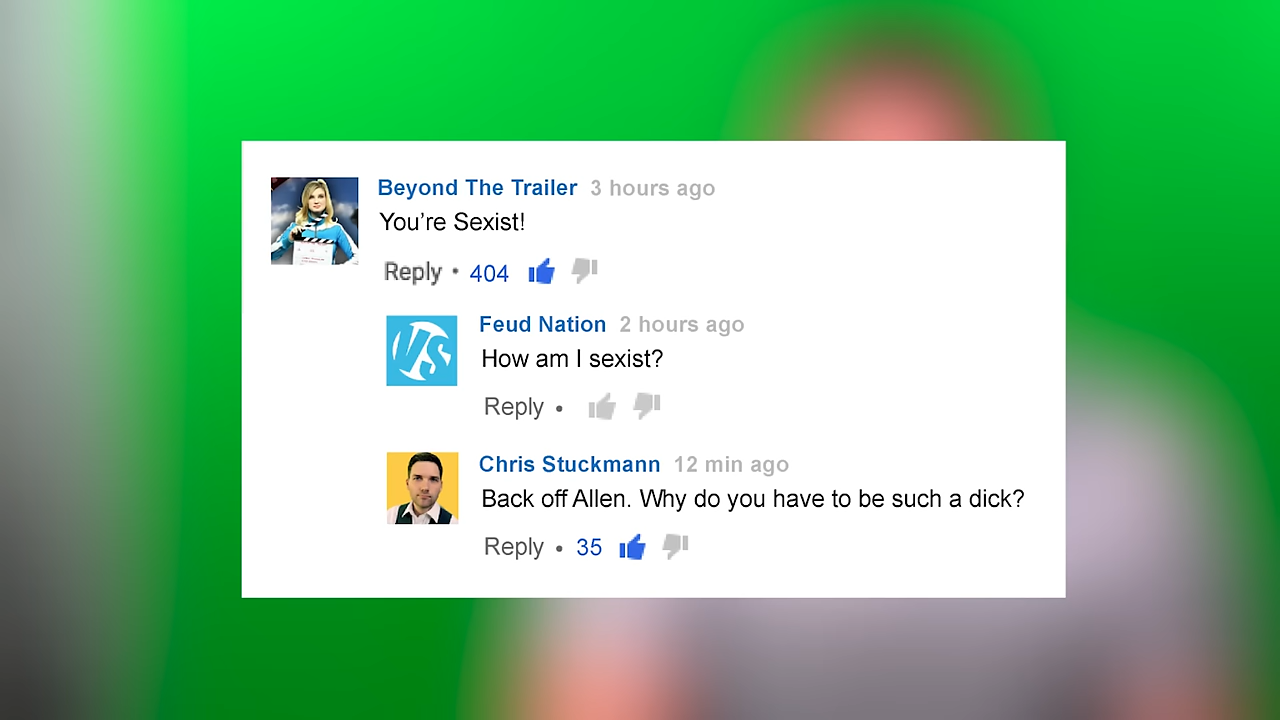 Beyond The Trailer 3 hours ago
You're Sexist!
Reply • 404
Feud Nation 2 hours ago
VS
How am I sexist?
Reply •
Chris Stuckmann 12 min ago
Back off Allen. Why do you have to be such a dick?
Reply • 35